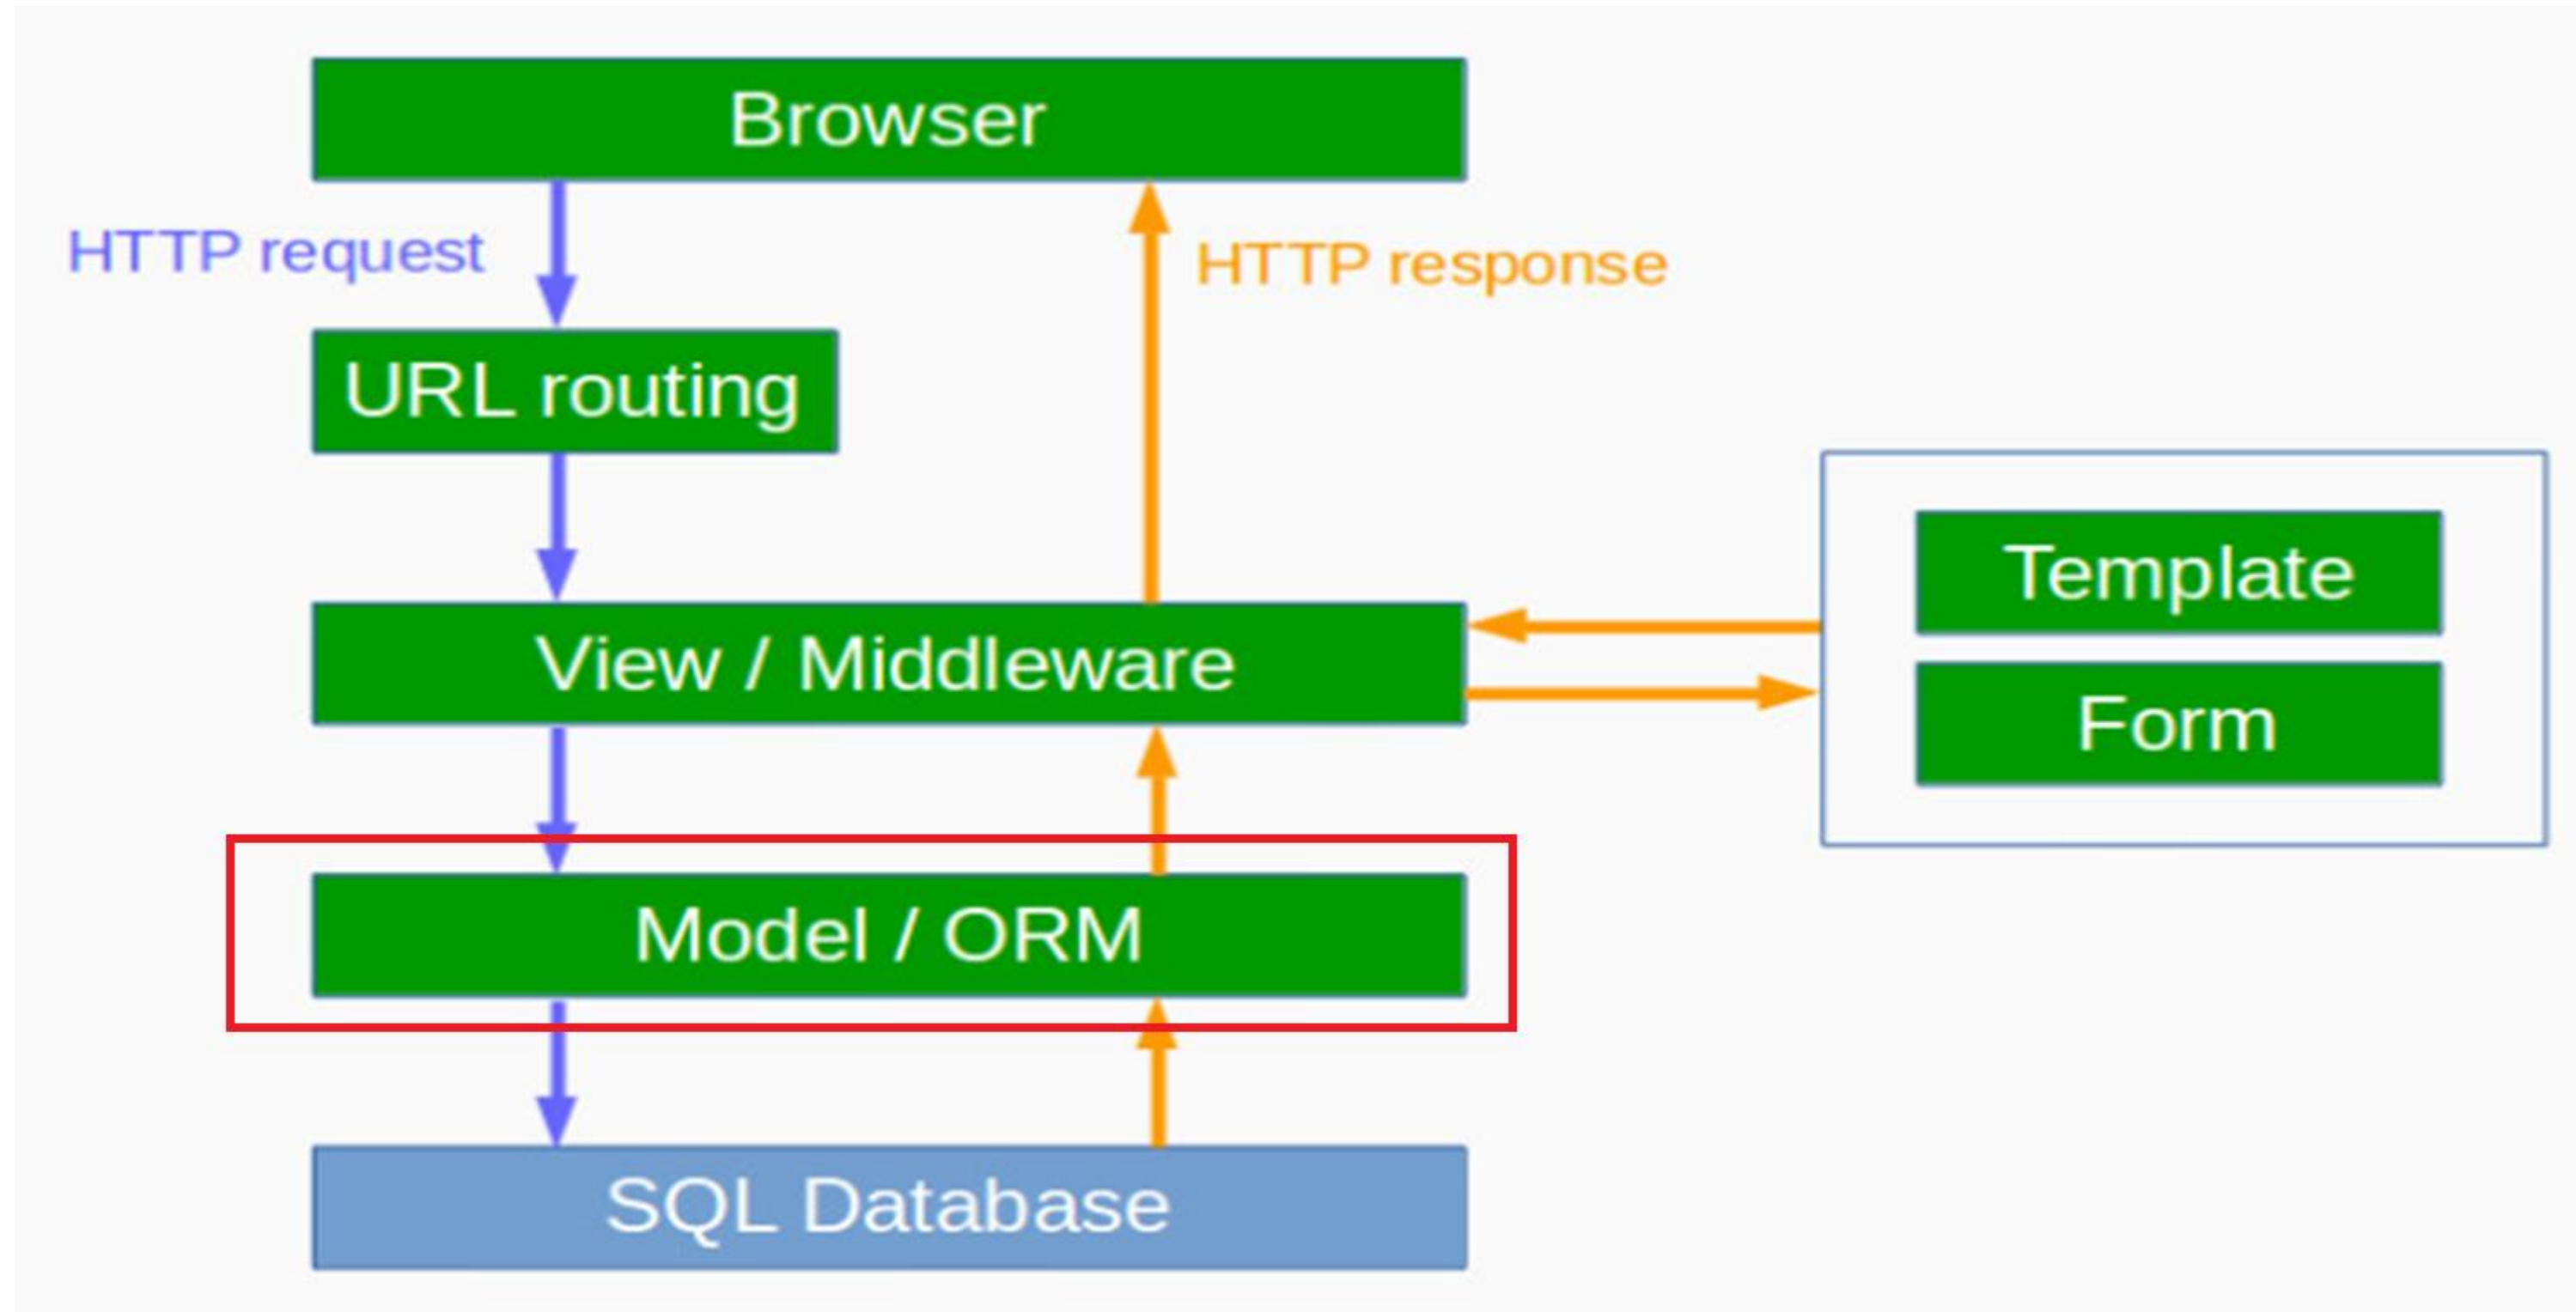 Browser
HTTP request
HTTP response
URL routing
View / Middleware
Template
Form
Model / ORM
SQL Database